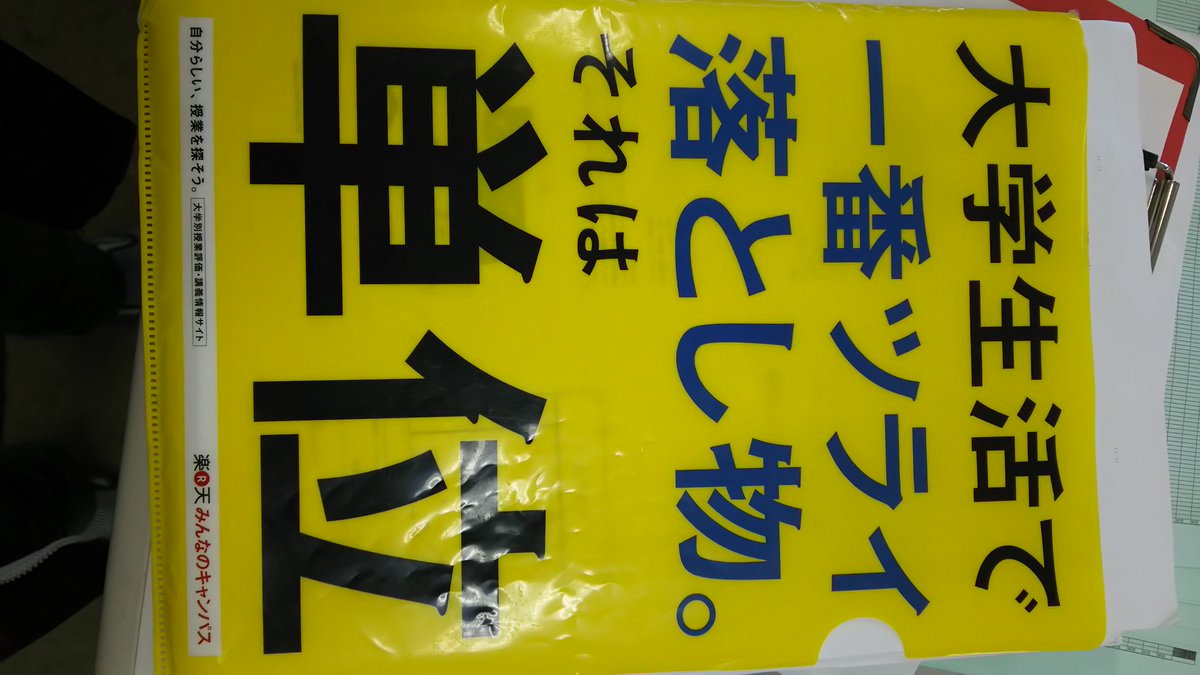 大学生活で
一番ツライ
落とし物。
それは
単位
自分らしい、授業を探そう。 大学別授業評価・講義情報サイト 楽R天 みんなのキャンパス